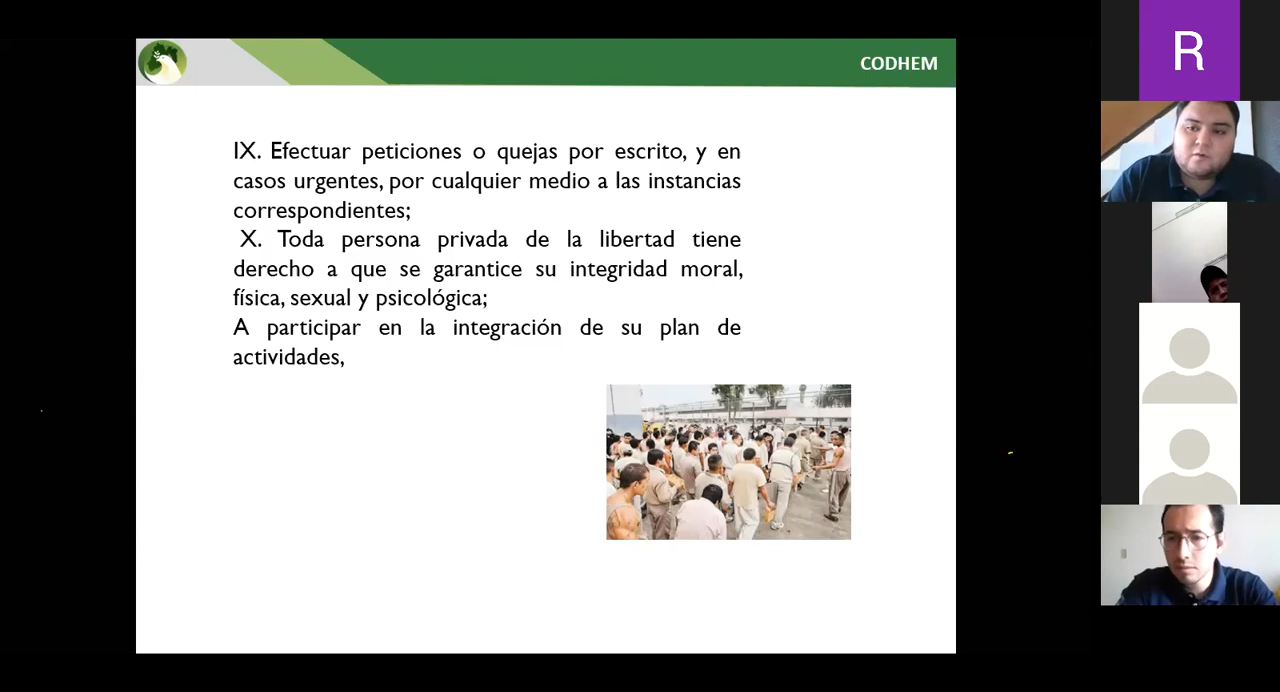 CODHEM
IX. Efectuar peticiones o quejas por escrito, y en
casos urgentes, por cualquier medio a las instancias
correspondientes;
X. Toda persona privada de la libertad tiene
derecho a que se garantice su integridad moral,
física, sexual y psicológica;
A participar en la integración de su plan de
actividades,
R